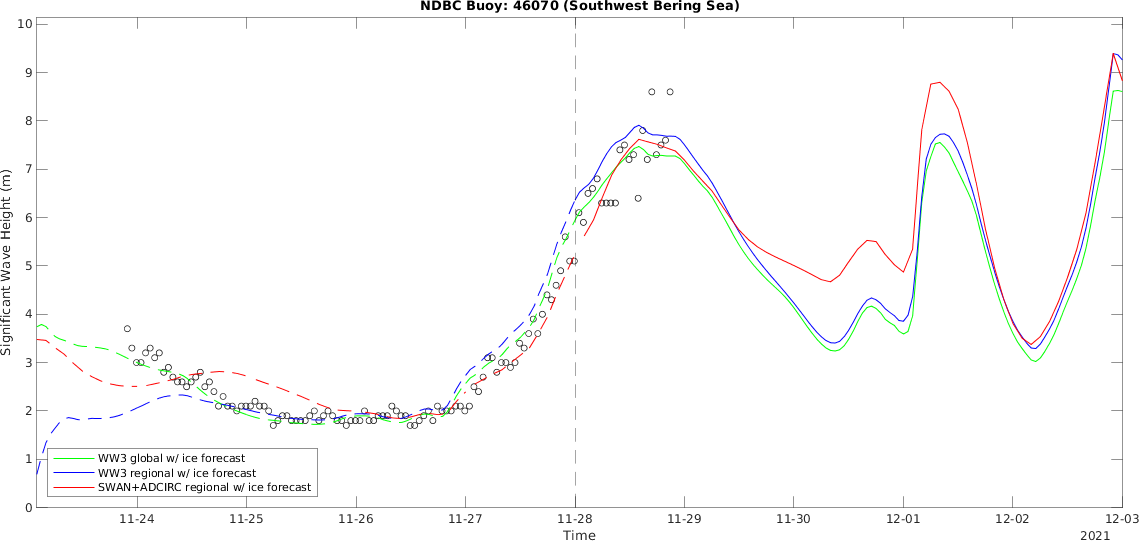 NDBC Buoy: 46070 (Southwest Bering Sea)
Significant Wave Height (m)
10
9
8
7
6
5
4
3
2
1
0
WW3 global w/ ice forecast
WW3 regional w/ ice forecast
SWAN+ADCIRC regional w/ ice forecast
11-24 11-25 11-26 11-27 11-28 11-29 11-30 12-01 12-02 12-03
Time
2021